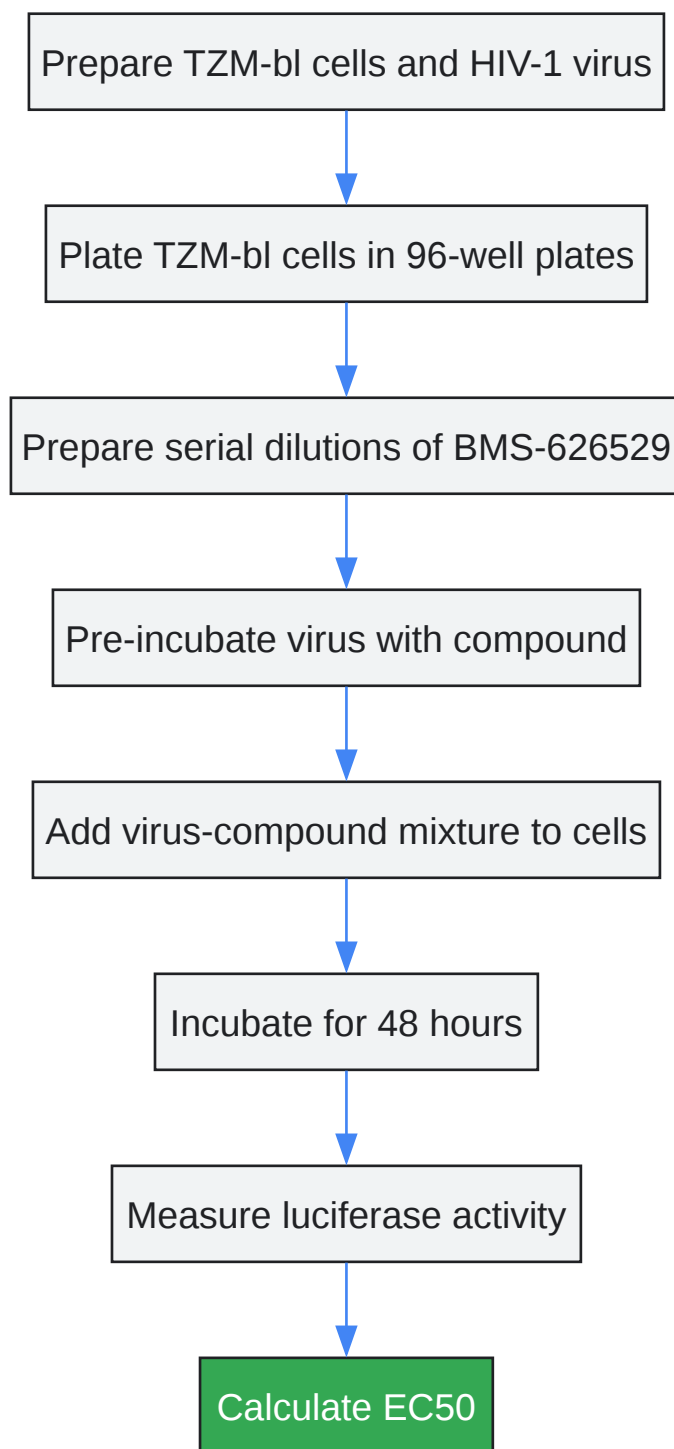 Prepare TZM-bl cells and HIV-1 virus
Plate TZM-bl cells in 96-well plates
Prepare serial dilutions of BMS-626529
Pre-incubate virus with compound
Add virus-compound mixture to cells
Incubate for 48 hours
Measure luciferase activity
Calculate EC50